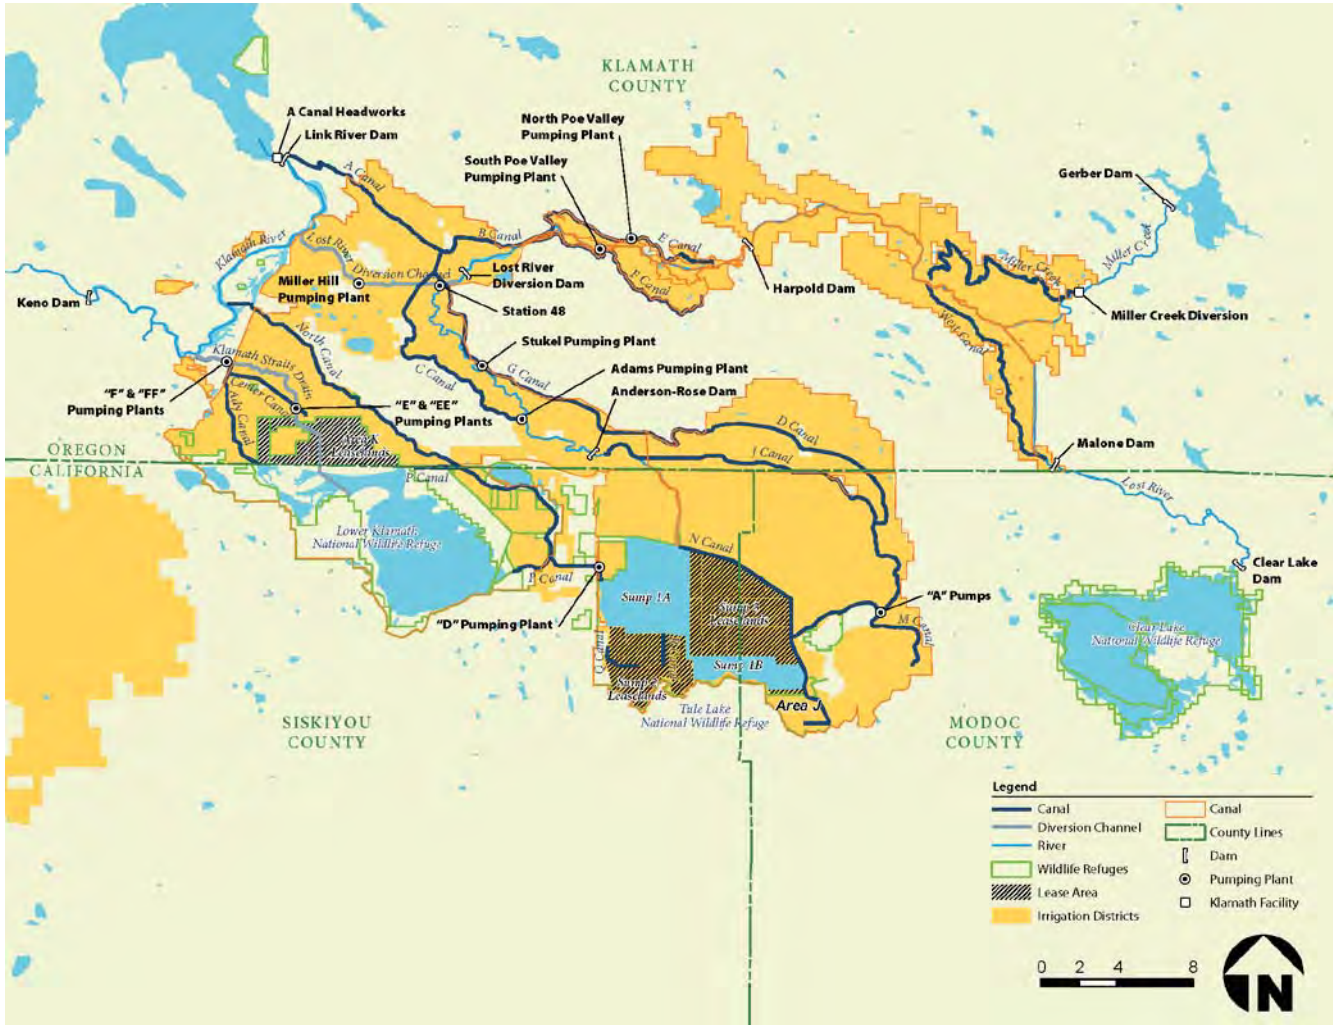 KLAMATH
COUNTY
A Canal Headworks
Link River Dam
North Poe Valley
Pumping Plant
South Poe Valley
Pumping Plant
Gerber Dam
A Canal
B Canal
E Canal
F Canal
Klamath River
Lost River
Diversion Channel
Miller Hill
Pumping Plant
Lost River
Diversion Dam
Station 48
Harpold Dam
Miller Creek
Miller Creek
Miller Creek Diversion
Keno Dam
West Canal
North Canal
Klamath Straits Drain
Center Canal
Ady Canal
C Canal
G Canal
Stukel Pumping Plant
Adams Pumping Plant
Anderson-Rose Dam
"F" & "FF"
Pumping Plants
"E" & "EE"
Pumping Plants
Area K
Leaselands
D Canal
J Canal
Malone Dam
OREGON
CALIFORNIA
P Canal
Lost River
Lower Klamath
National Wildlife Refuge
N Canal
P Canal
Clear Lake
Dam
Sump 1A
Sump 3
Leaselands
"A" Pumps
M Canal
"D" Pumping Plant
Q Canal
Sump 1B
Sump 2
Leaselands
Area J
Clear Lake
National Wildlife Refuge
Tule Lake
National Wildlife Refuge
SISKIYOU
COUNTY
MODOC
COUNTY
Legend
Canal
Diversion Channel
River
Wildlife Refuges
Lease Area
Irrigation Districts
Canal
County Lines
Dam
Pumping Plant
Klamath Facility
0 2 4 8
N